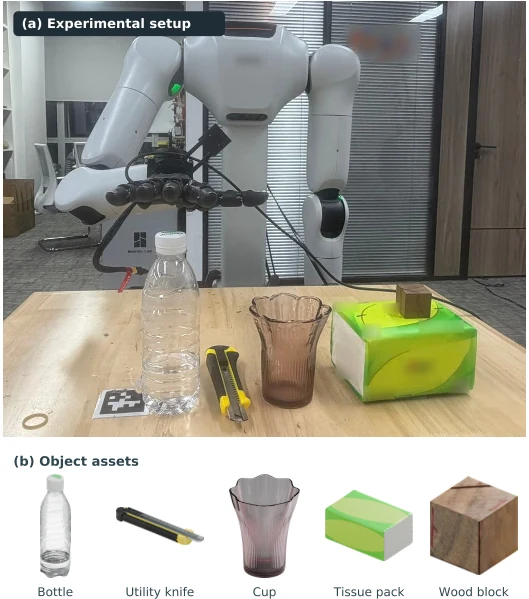 (a) Experimental setup
(b) Object assets
Bottle
Utility knife
Cup
Tissue pack
Wood block